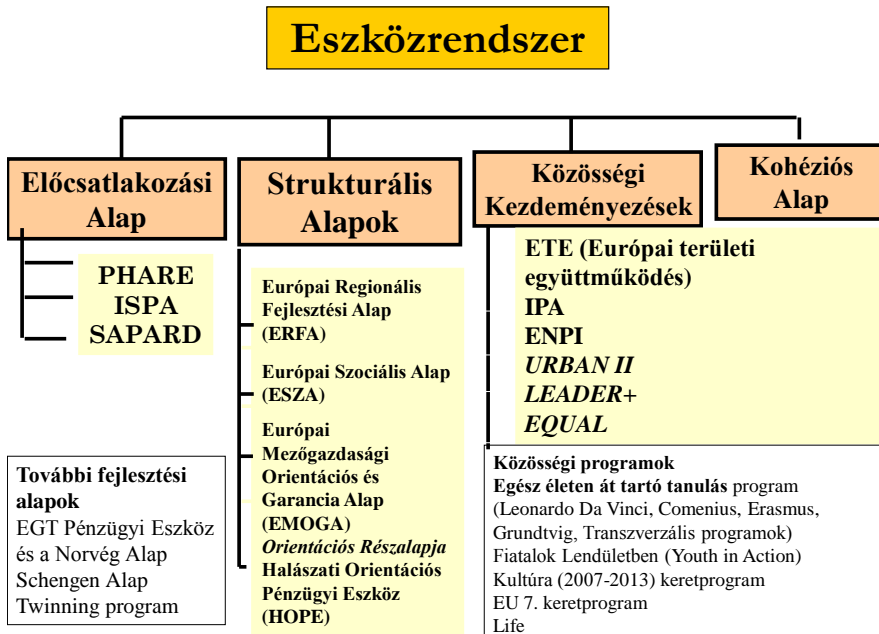 Eszközrendszer
Előcsatlakozási
Alap
PHARE
ISPA
SAPARD
Strukturális
Alapok
Európai Regionális
Fejlesztési Alap
(ERFA)
Európai Szociális Alap
(ESZA)
Európai
Mezőgazdasági
Orientációs és
Garancia Alap
(EMOGA)
Orientációs Részalapja
Halászati Orientációs
Pénzügyi Eszköz
(HOPE)
Közösségi
Kezdeményezések
ETE (Európai területi
együttműködés)
IPA
ENPI
URBAN II
LEADER+
EQUAL
Kohéziós
Alap
További fejlesztési
alapok
EGT Pénzügyi Eszköz
és a Norvég Alap
Schengen Alap
Twinning program
Közösségi programok
Egész életen át tartó tanulás program
(Leonardo Da Vinci, Comenius, Erasmus,
Grundtvig, Transzverzális programok)
Fiatalok Lendületben (Youth in Action)
Kultúra (2007-2013) keretprogram
EU 7. keretprogram
Life